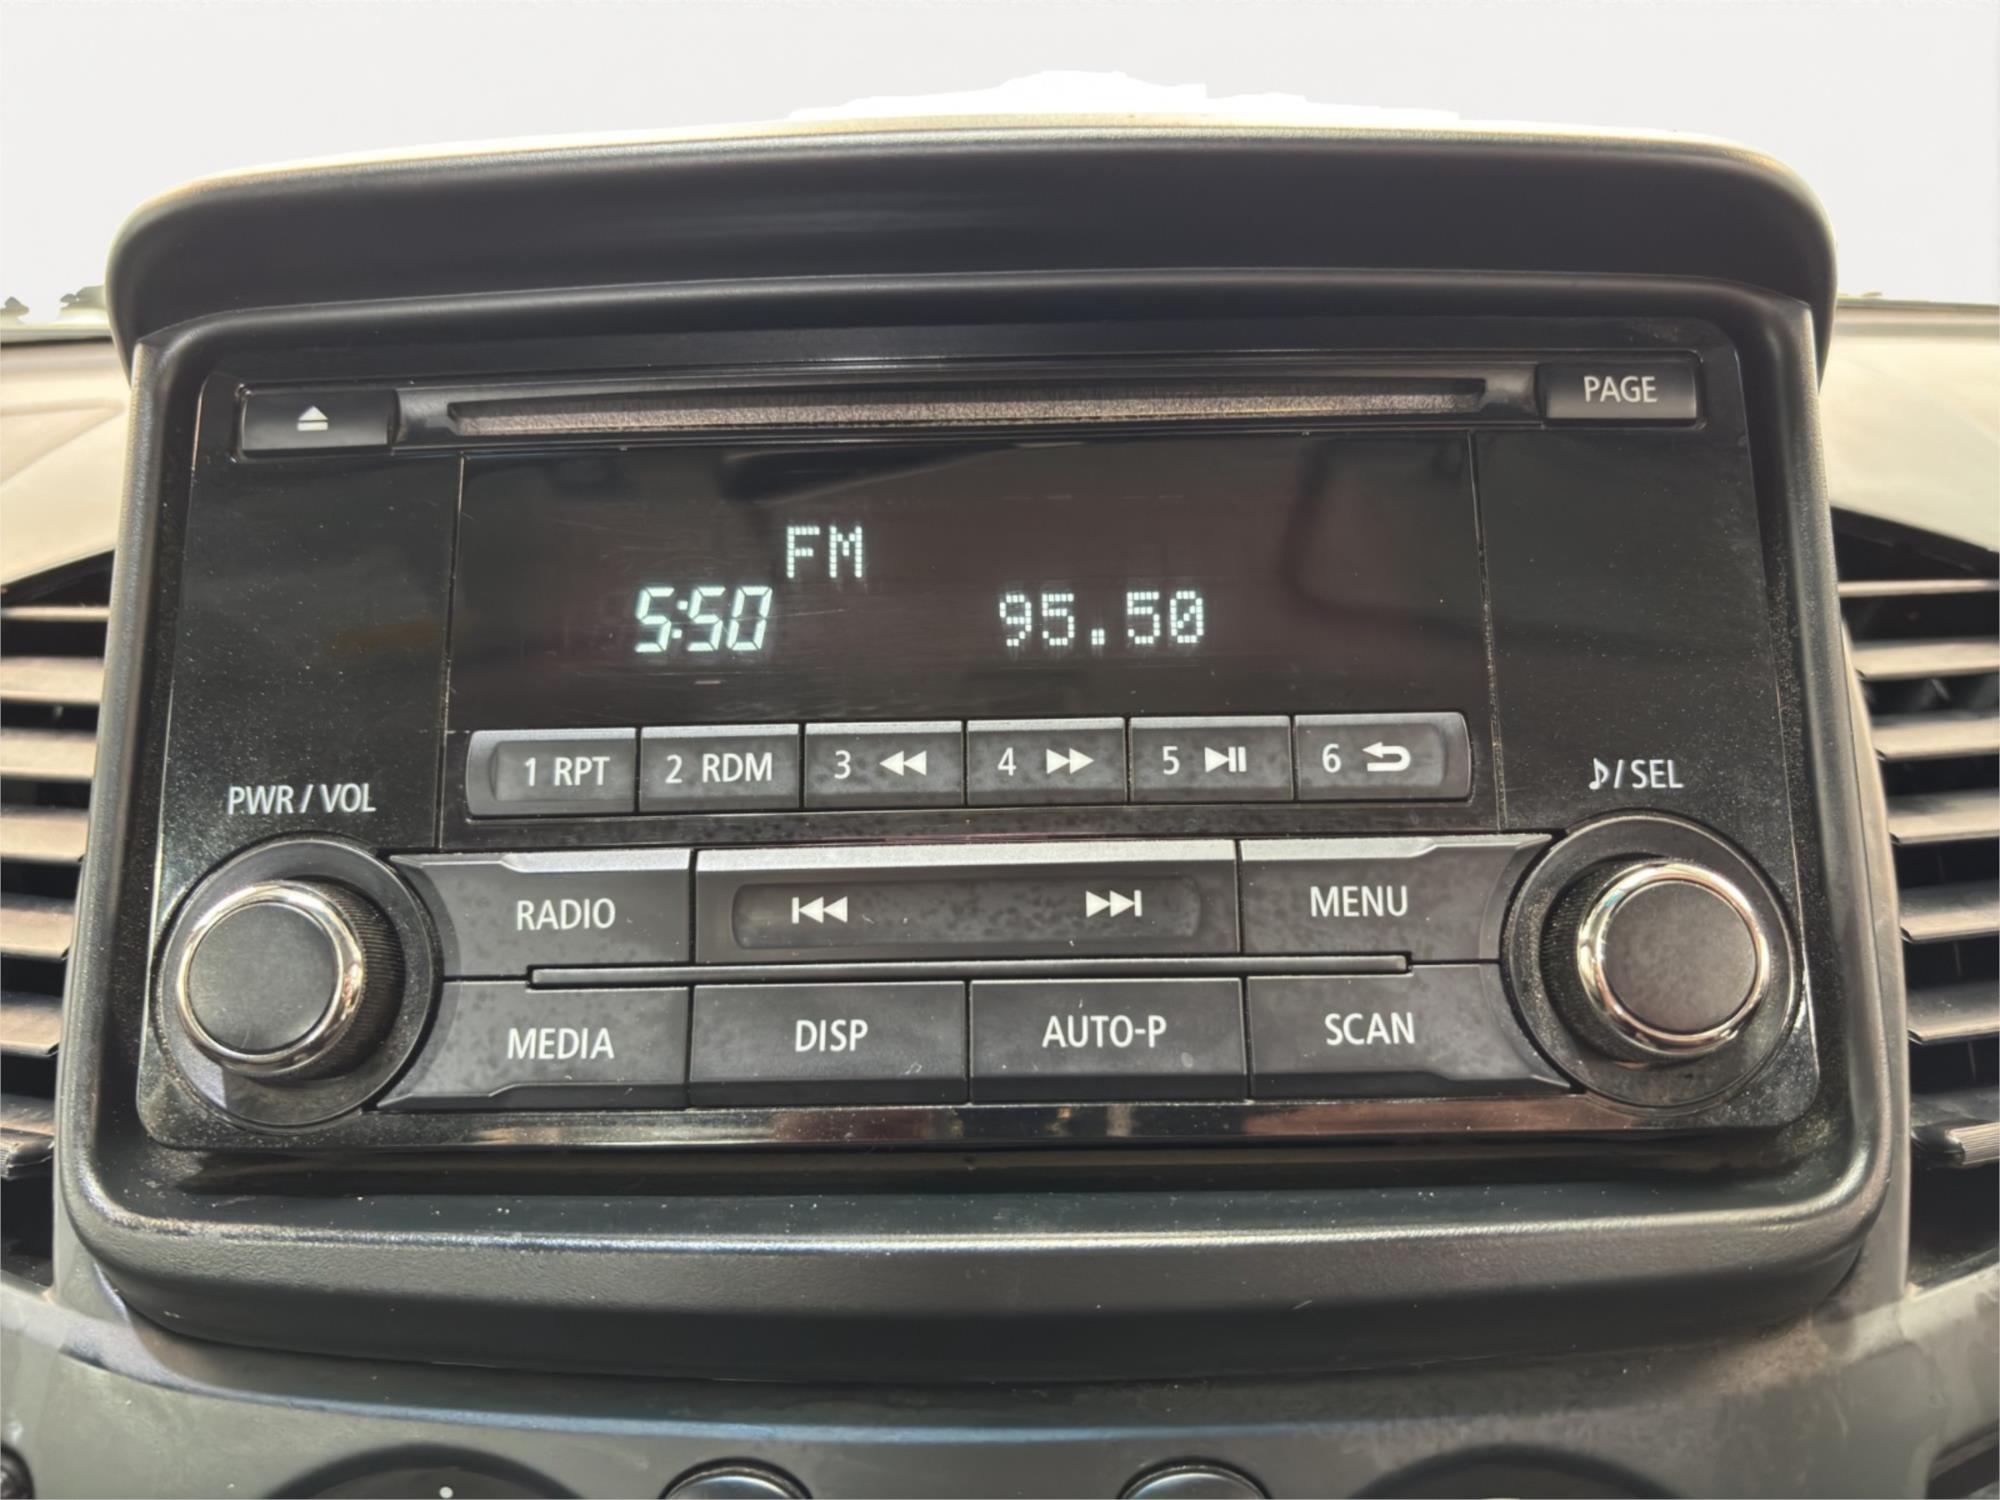 PAGE
FM
5:50 95.50
1 RPT 2 RDM 3 4 5 6
PWR / VOL
♪/ SEL
RADIO MENU
MEDIA DISP AUTO-P SCAN